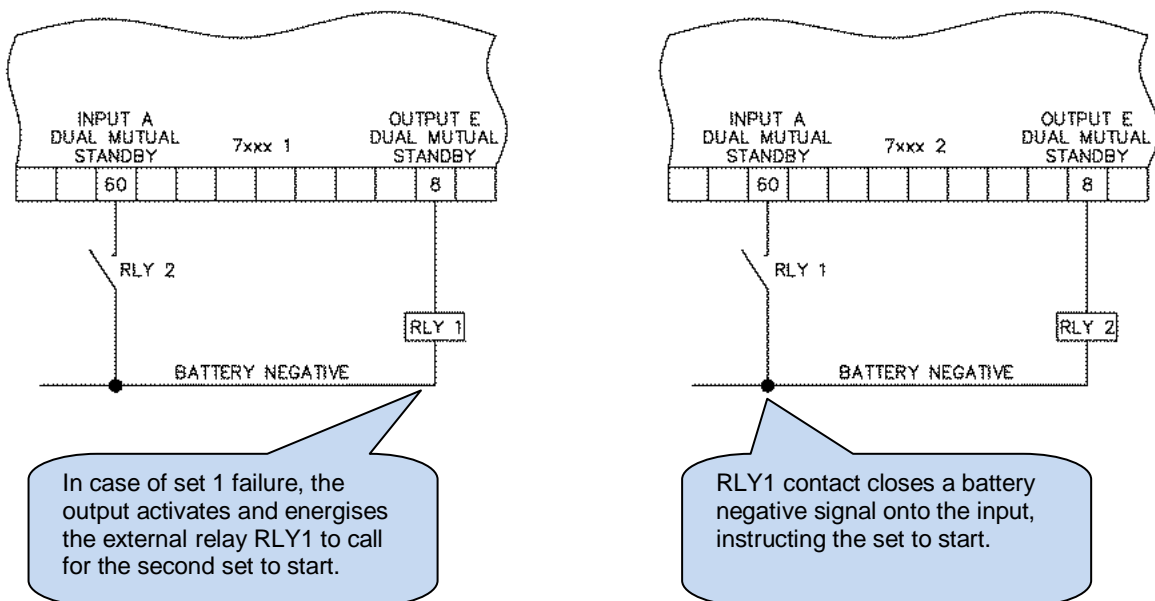 INPUT A
DUAL MUTUAL
STANDBY
7xxx 1
OUTPUT E
DUAL MUTUAL
STANDBY
60
8
RLY 2
RLY 1
BATTERY NEGATIVE
In case of set 1 failure, the
output activates and energises
the external relay RLY1 to call
for the second set to start.
INPUT A
DUAL MUTUAL
STANDBY
7xxx 2
OUTPUT E
DUAL MUTUAL
STANDBY
60
8
RLY 1
RLY 2
BATTERY NEGATIVE
RLY1 contact closes a battery
negative signal onto the input,
instructing the set to start.